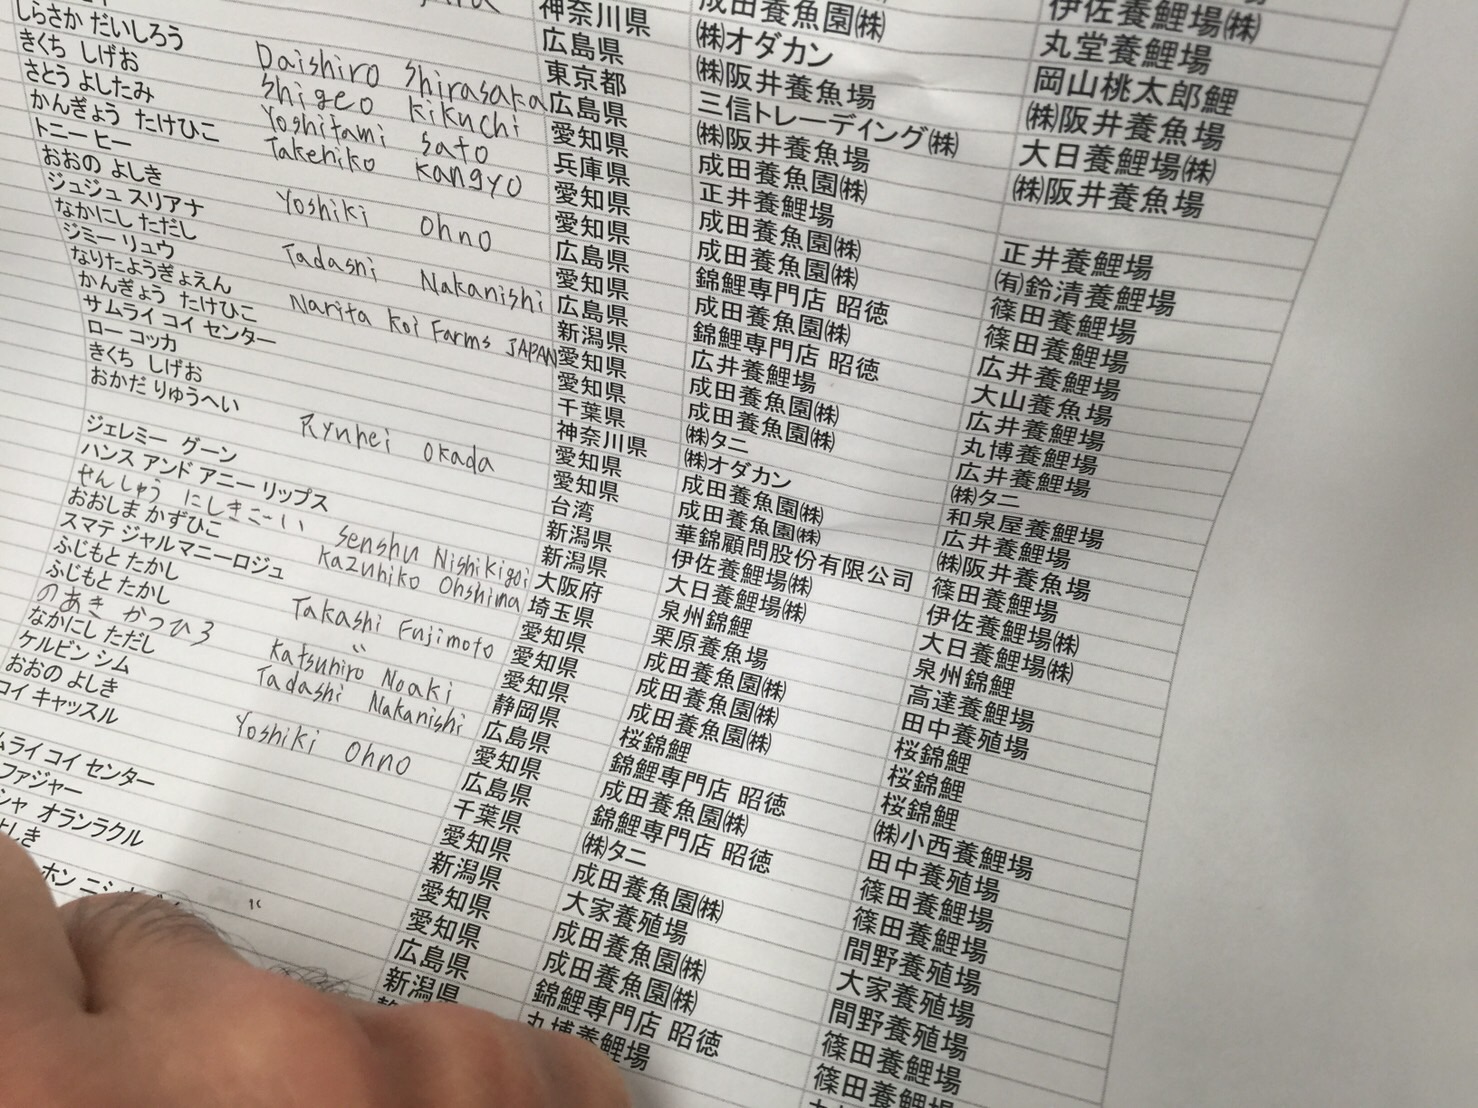 成田養魚園㈱ 伊佐養鯉場㈱
神奈川県 ㈱オダカン 丸堂養鯉場
広島県 ㈱阪井養魚場 岡山桃太郎鯉
東京都 三信トレーディング㈱ ㈱阪井養魚場
しらさか だいしろう Daishiro Shirasaka 広島県 ㈱阪井養魚場 大日養鯉場㈱
きくち しげお Shigeo Kikuchi 愛知県 成田養魚園㈱ ㈱阪井養魚場
さとう よしたみ Yoshitami Sato 兵庫県 正井養鯉場 正井養鯉場
かんぎょう たけひこ Takehiko Kangyo 愛知県 成田養魚園㈱ ㈲鈴清養鯉場
トニー ヒー 愛知県 成田養魚園㈱ 篠田養鯉場
おおの よしき Yoshiki Ohno 広島県 錦鯉専門店 昭徳 篠田養鯉場
ジュジュ スリアナ 愛知県 成田養魚園㈱ 広井養鯉場
なかにし ただし Tadashi Nakanishi 広島県 錦鯉専門店 昭徳 大山養魚場
ジミー リュウ 新潟県 広井養鯉場 広井養鯉場
なりたようぎょえん Narita Koi Farms JAPAN 愛知県 成田養魚園㈱ 丸博養鯉場
かんぎょう たけひこ 愛知県 成田養魚園㈱ 広井養鯉場
サムライ コイ センター 千葉県 ㈱タニ ㈱タニ
ロー コッカ 神奈川県 ㈱オダカン 和泉屋養鯉場
きくち しげお 愛知県 成田養魚園㈱ 広井養鯉場
おかだ りゅうへい Ryuhei Okada 愛知県 成田養魚園㈱ ㈱阪井養魚場
台湾 華錦顧問股份有限公司 篠田養鯉場
ジェレミー グーン 新潟県 伊佐養鯉場㈱ 伊佐養鯉場㈱
ハンス アンド アニー リップス 新潟県 大日養鯉場㈱ 大日養鯉場㈱
せんしゅう にしきごーい Senshu Nishikigoi 大阪府 泉州錦鯉 泉州錦鯉
おおしま かずひこ Kazuhiko Ohshima 埼玉県 栗原養魚場 高達養鯉場
スマテ ジャルマニーロジュ 愛知県 成田養魚園㈱ 田中養殖場
ふじもと たかし Takashi Fujimoto 愛知県 成田養魚園㈱ 桜錦鯉
ふじもと たかし 〃 愛知県 成田養魚園㈱ 桜錦鯉
のあき かつひろ Katsuhiro Noaki 静岡県 桜錦鯉 桜錦鯉
なかにし ただし Tadashi Nakanishi 広島県 錦鯉専門店 昭徳 ㈱小西養鯉場
ケルビン シム 愛知県 成田養魚園㈱ 田中養殖場
おおの よしき Yoshiki Ohno 広島県 錦鯉専門店 昭徳 篠田養鯉場
コイ キャッスル 千葉県 ㈱タニ 篠田養鯉場
愛知県 成田養魚園㈱ 間野養殖場
ムライ コイ センター 新潟県 大家養殖場 大家養殖場
ファジャー 愛知県 成田養魚園㈱ 間野養殖場
シャ オランラクル 愛知県 成田養魚園㈱ 篠田養鯉場
よしき 広島県 錦鯉専門店 昭徳 篠田養鯉場
ホン 新潟県 丸博養鯉場